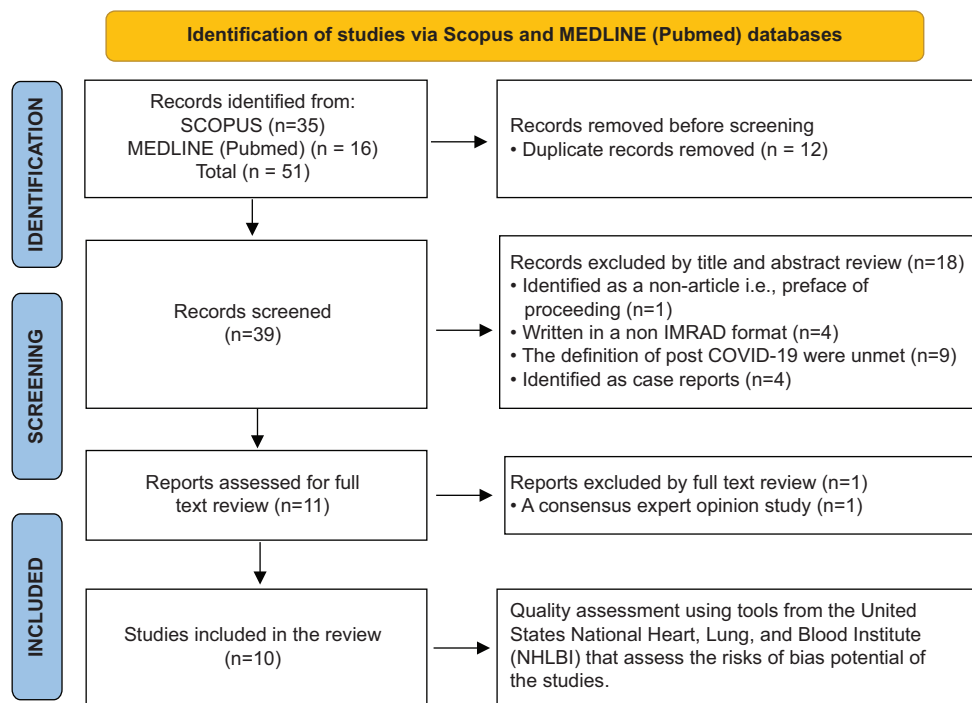 Identification of studies via Scopus and MEDLINE (Pubmed) databases
IDENTIFICATION
Records identified from:
SCOPUS (n=35)
MEDLINE (Pubmed) (n = 16)
Total (n = 51)
Records removed before screening
• Duplicate records removed (n = 12)
SCREENING
Records screened
(n=39)
Records excluded by title and abstract review (n=18)
• Identified as a non-article i.e., preface of
proceeding (n=1)
• Written in a non IMRAD format (n=4)
• The definition of post COVID-19 were unmet (n=9)
• Identified as case reports (n=4)
Reports assessed for full
text review (n=11)
Reports excluded by full text review (n=1)
• A consensus expert opinion study (n=1)
INCLUDED
Studies included in the review
(n=10)
Quality assessment using tools from the United
States National Heart, Lung, and Blood Institute
(NHLBI) that assess the risks of bias potential of
the studies.